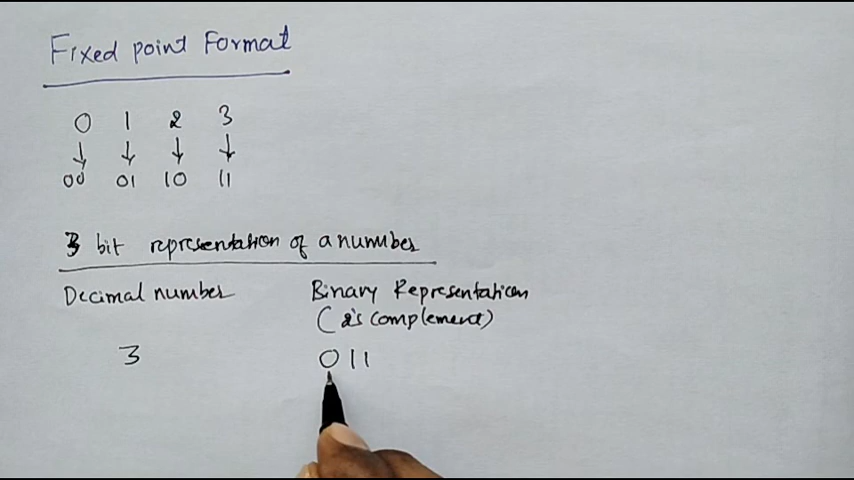 Fixed point Format
0 1 2 3
↓ ↓ ↓ ↓
00 01 10 11
3 bit representation of a number
Decimal number Binary Representation
(2's complement)
3 011